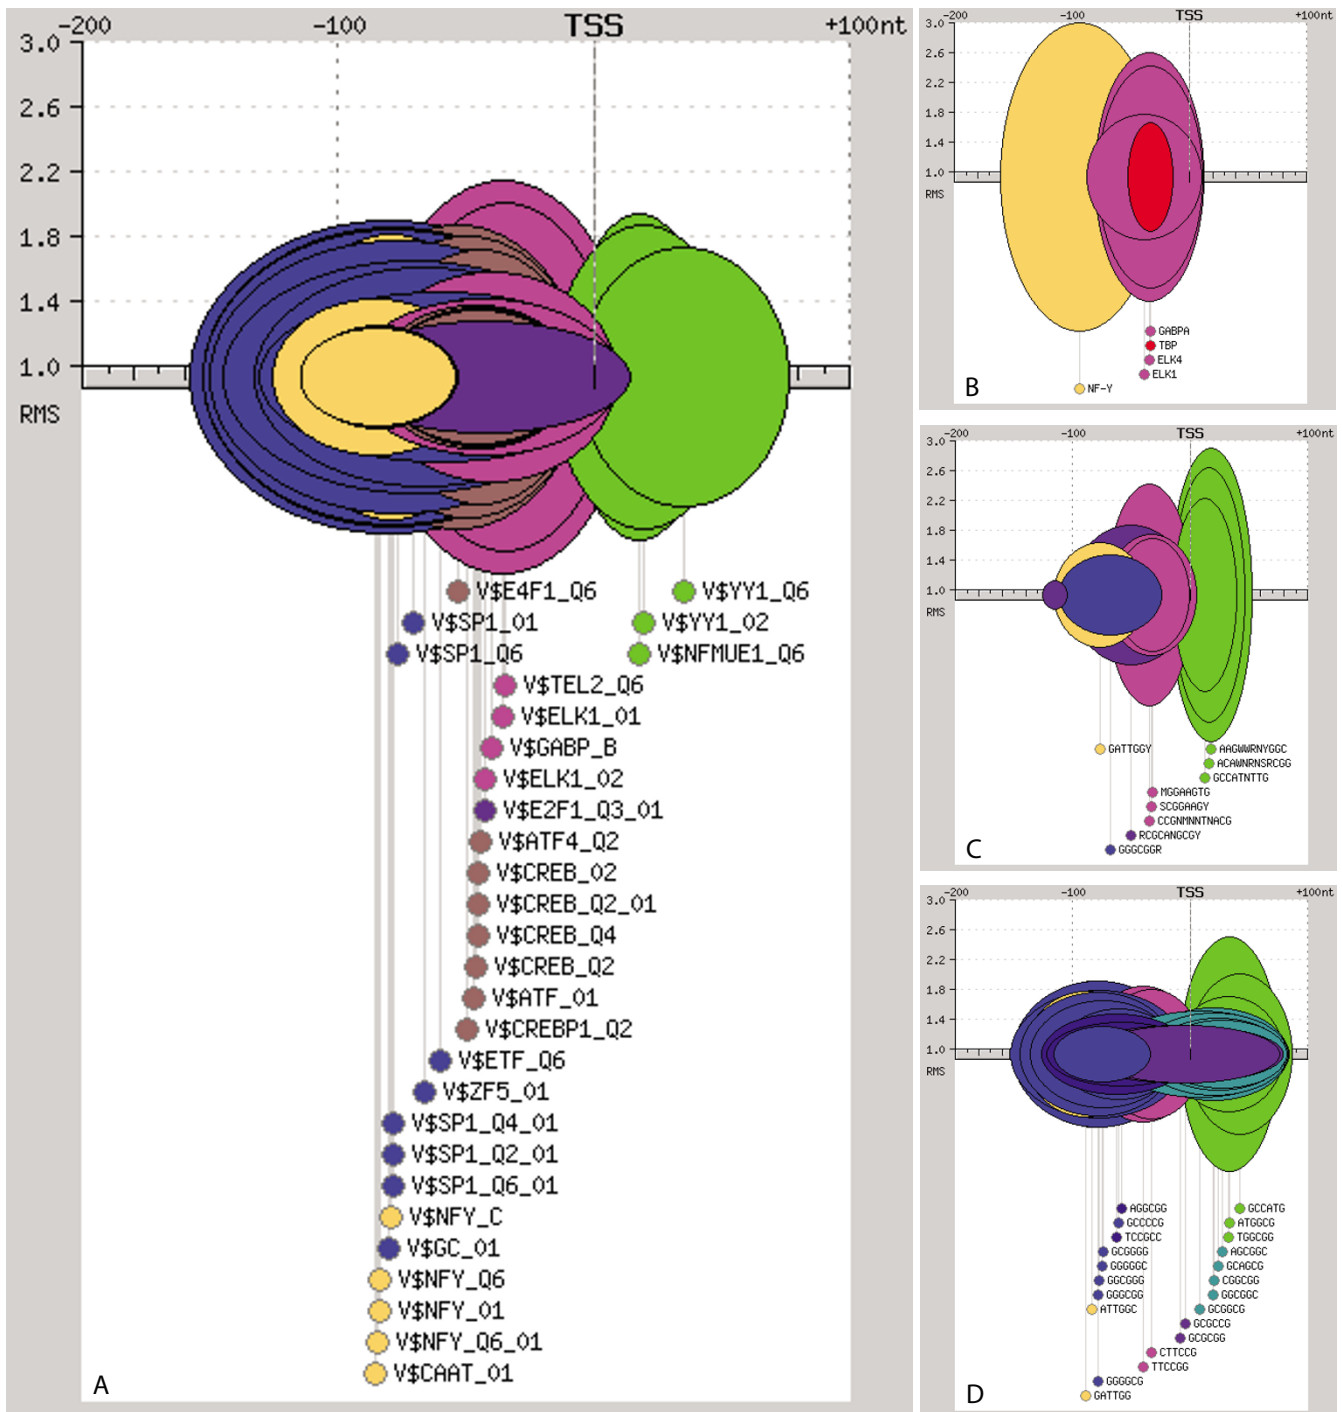 -200 -100 TSS +100nt
3.0
2.6
2.2
1.8
1.4
1.0
RMS
V$E4F1_Q6 V$YY1_Q6
V$SP1_01 V$YY1_02
V$SP1_Q6 V$NFMUE1_Q6
V$TEL2_Q6
V$ELK1_01
V$GABP_B
V$ELK1_02
V$E2F1_Q3_01
V$ATF4_Q2
V$CREB_02
V$CREB_Q2_01
V$CREB_Q4
V$CREB_Q2
V$ATF_01
V$CREBP1_Q2
V$ETF_Q6
V$ZF5_01
V$SP1_Q4_01
V$SP1_Q2_01
V$SP1_Q6_01
V$NFY_C
V$GC_01
V$NFY_Q6
V$NFY_01
V$NFY_Q6_01
V$CAAT_01
A
-200 -100 TSS +100nt
3.0
2.6
2.2
1.8
1.4
1.0
RMS
GABPA
TBP
ELK4
ELK1
NF-Y
B
-200 -100 TSS +100nt
3.0
2.6
2.2
1.8
1.4
1.0
RMS
GATTGGY AAGWWRNYGGC
ACAWNRNSRCGG
GCCATNTTG
MGGAAGTG
SCGGAAGY
CCGNMNNTNACG
RCGCANGCGY
GGGCGGR
C
-200 -100 TSS +100nt
3.0
2.6
2.2
1.8
1.4
1.0
RMS
AGGCGG GCCATG
GCCCCG ATGGCG
TCCGCC TGGCGG
GCGGGG AGCGGC
GGGGGC GCAGCG
GGCGGG CGGCGG
GGGCGG GGCGGC
ATTGGC GCGGCG
GCGCCG
GCGCGG
CTTCCG
TTCCGG
GGGGCG
GATTGG
D